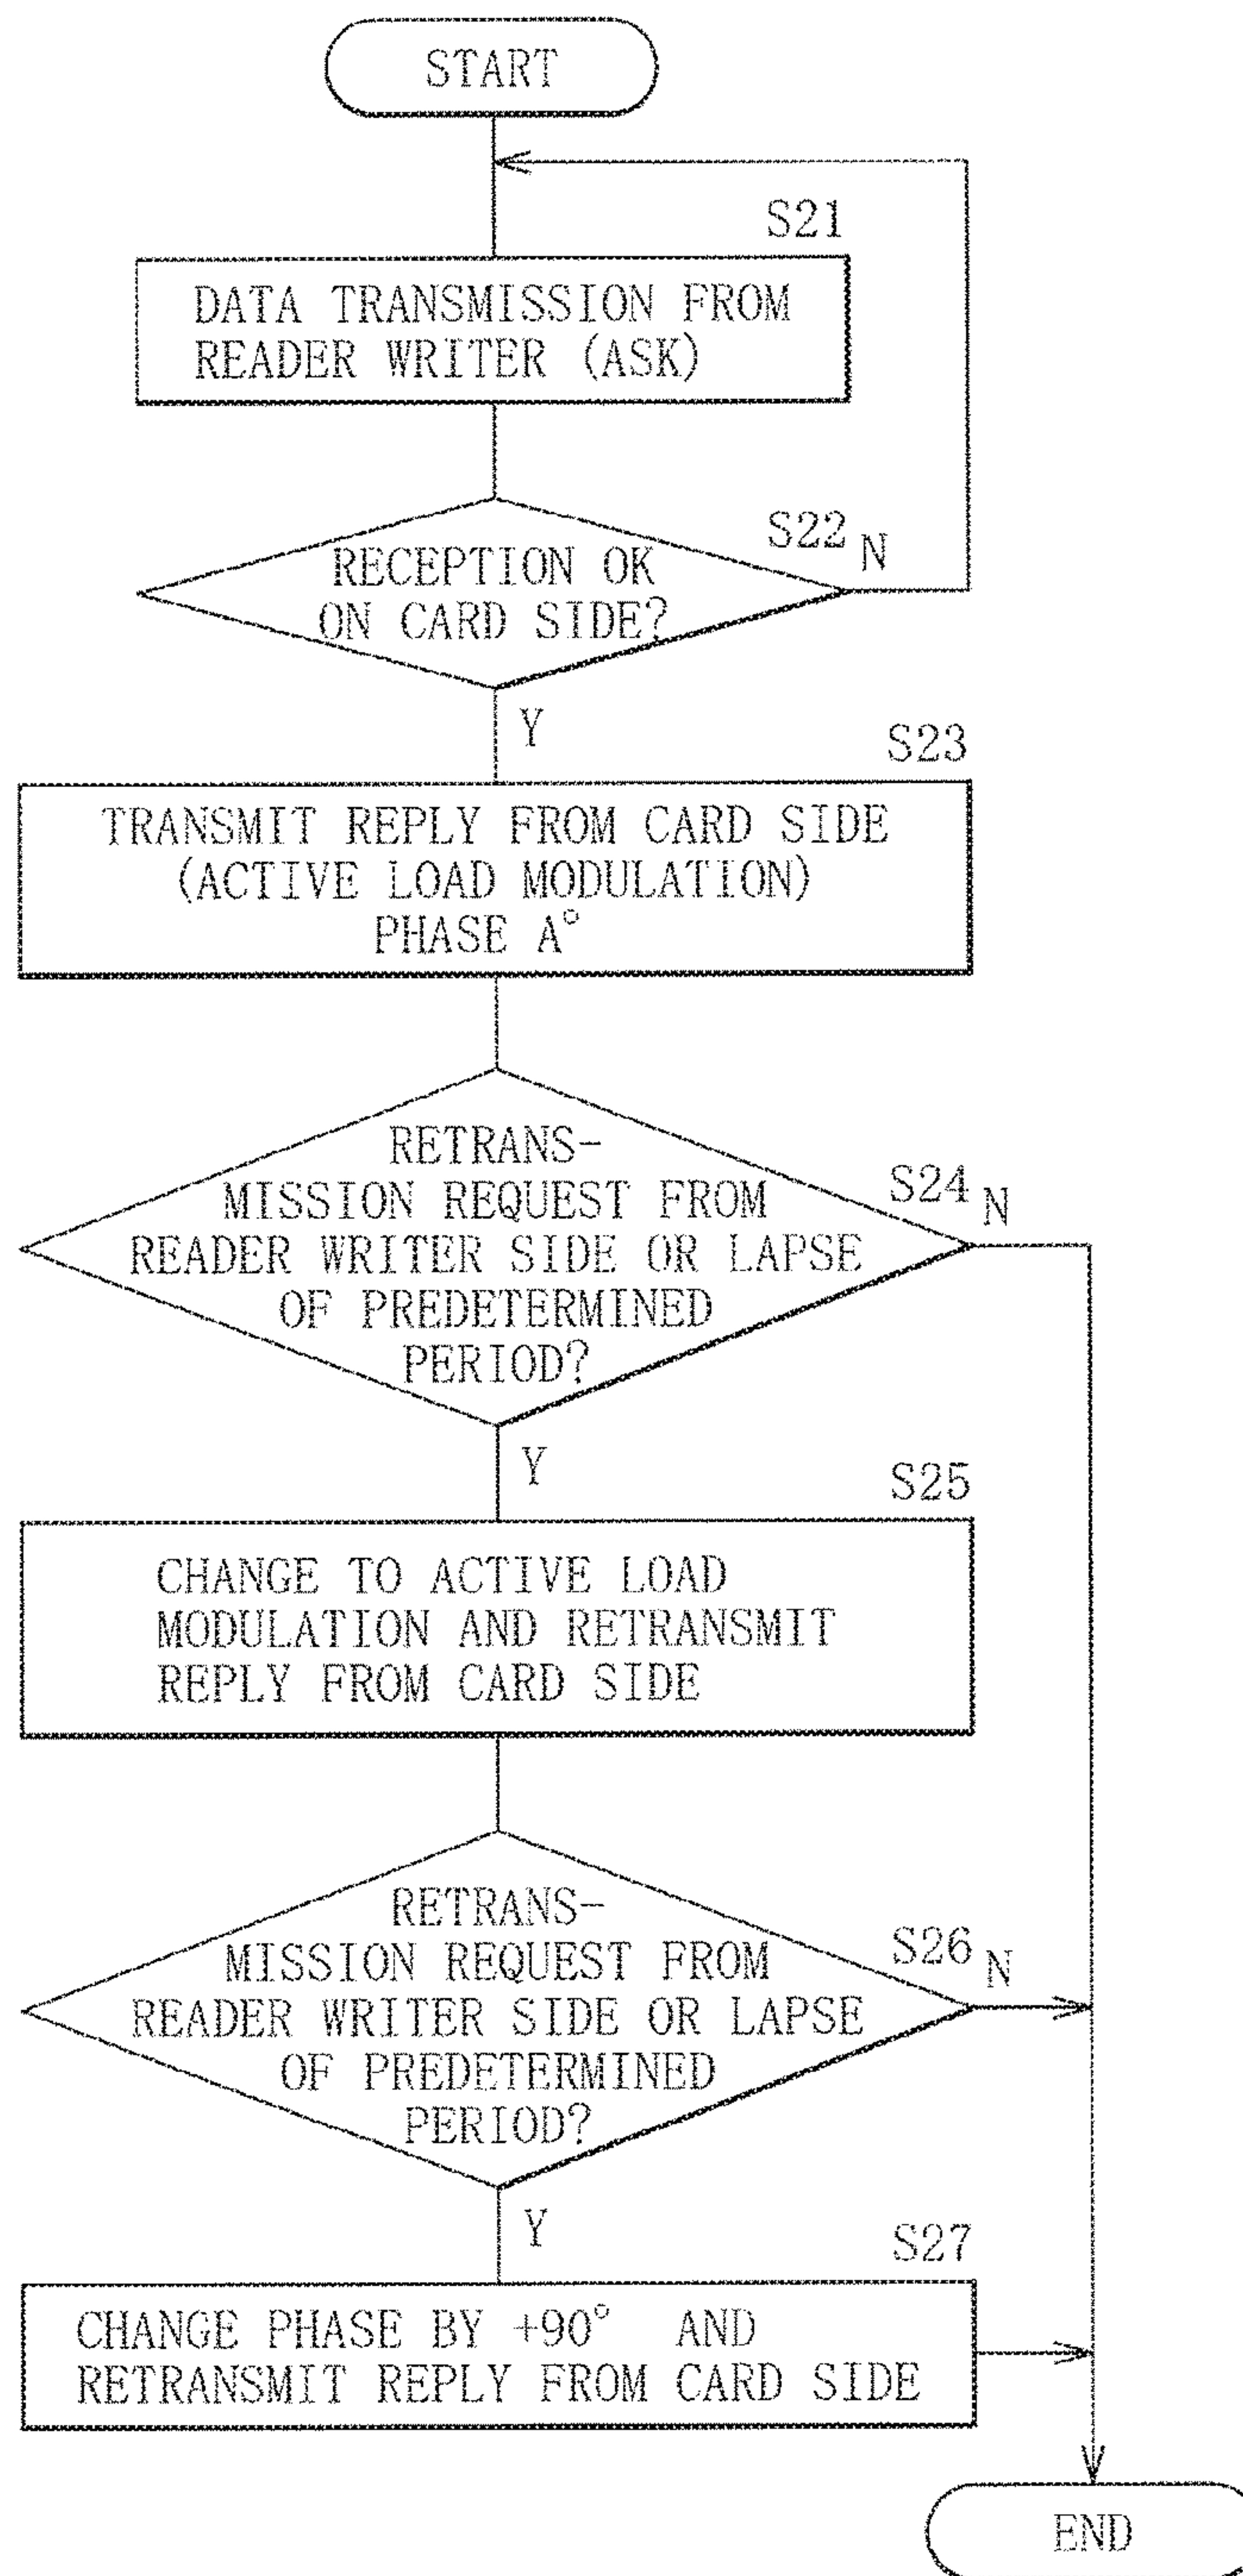 START
S21
DATA TRANSMISSION FROM
READER WRITER (ASK)
S22
N
RECEPTION OK
ON CARD SIDE?
Y
S23
TRANSMIT REPLY FROM CARD SIDE
(ACTIVE LOAD MODULATION)
PHASE A°
RETRANS-
S24
N
MISSION REQUEST FROM
READER WRITER SIDE OR LAPSE
OF PREDETERMINED
PERIOD?
Y
S25
CHANGE TO ACTIVE LOAD
MODULATION AND RETRANSMIT
REPLY FROM CARD SIDE
RETRANS-
S26
N
MISSION REQUEST FROM
READER WRITER SIDE OR LAPSE
OF PREDETERMINED
PERIOD?
Y
S27
CHANGE PHASE BY +90° AND
RETRANSMIT REPLY FROM CARD SIDE
END